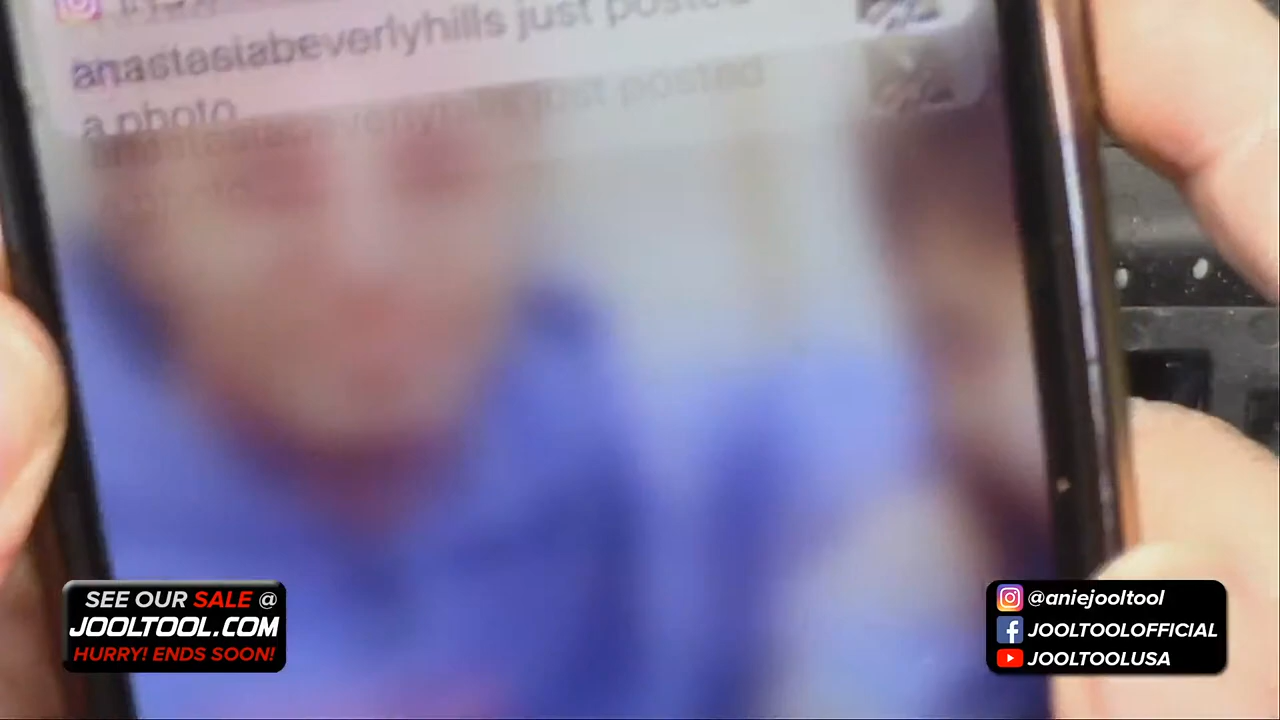 anastasiabeverlyhills just posted
a photo.
SEE OUR SALE @
JOOLTOOL.COM
HURRY! ENDS SOON!
@aniejooltool
JOOLTOOLOFFICIAL
JOOLTOOLUSA